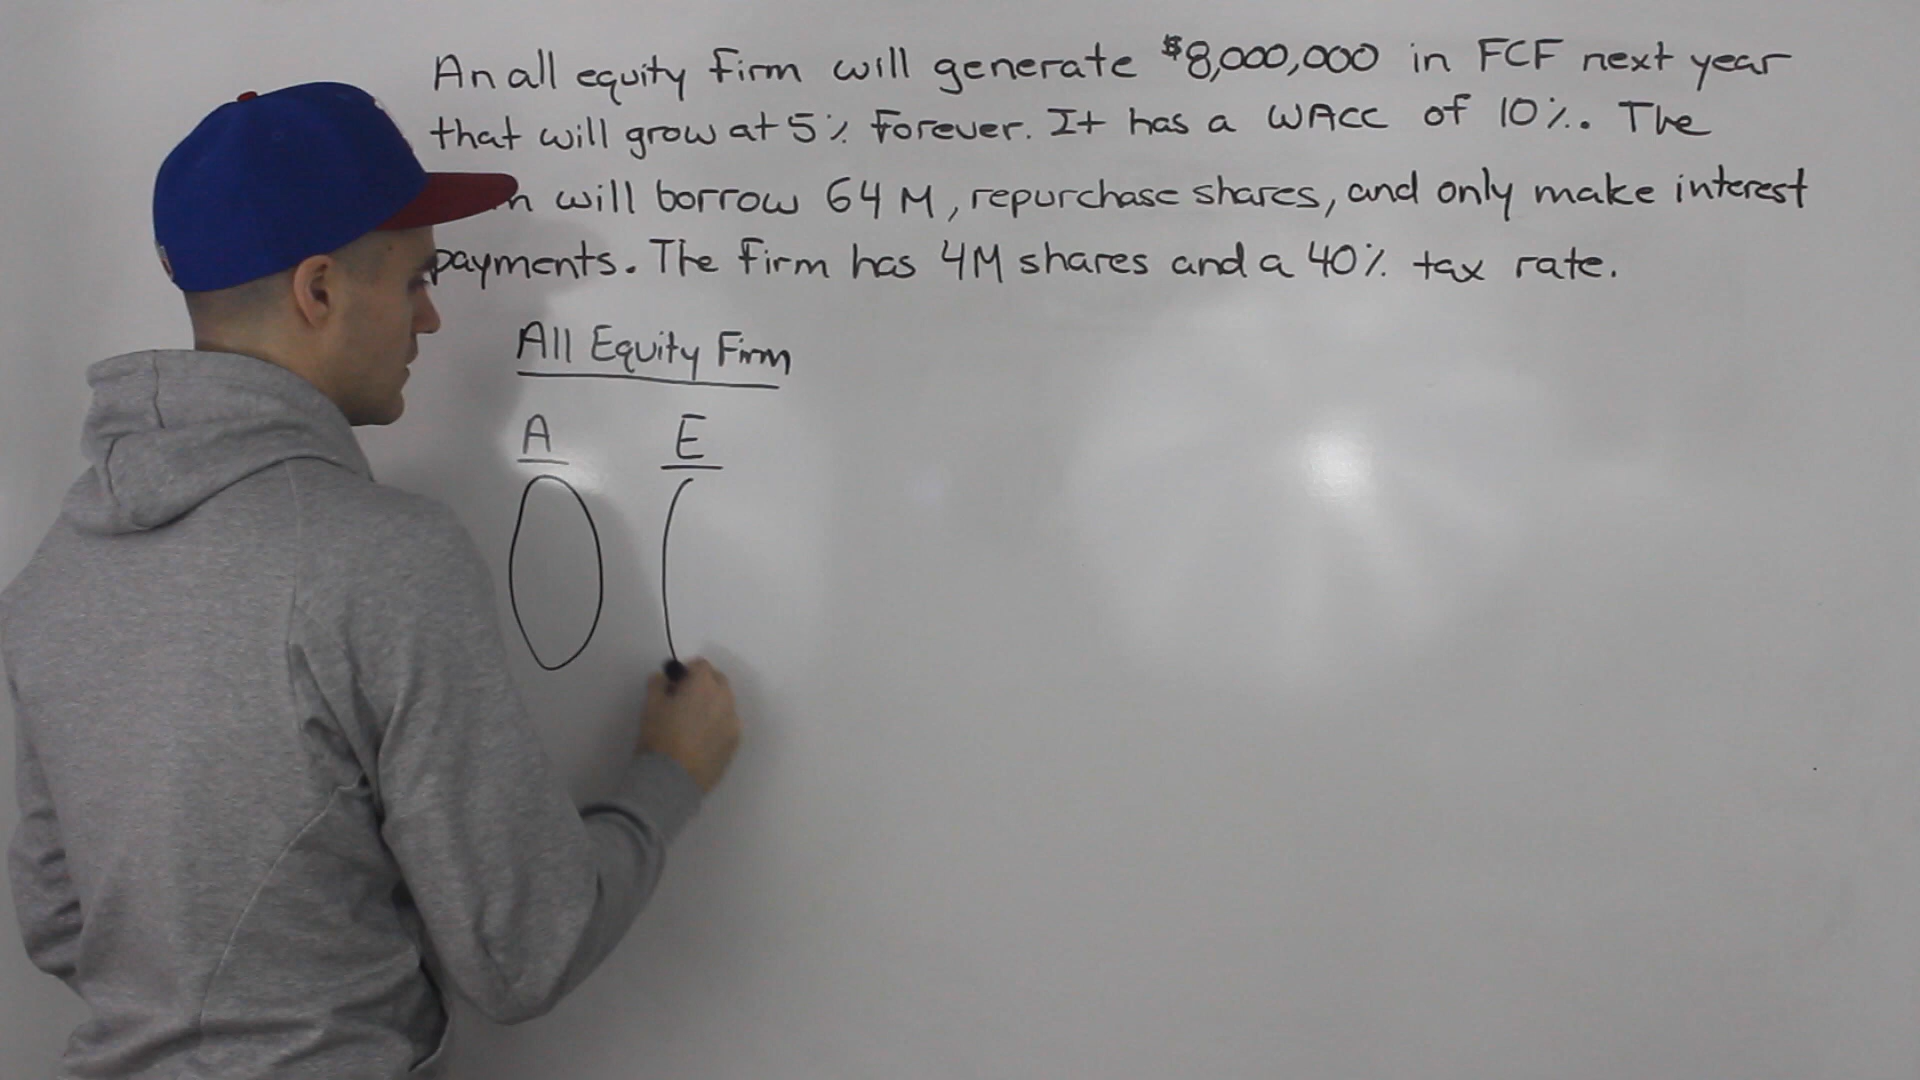 An all equity firm will generate $8,000,000 in FCF next year
that will grow at 5% forever. It has a WACC of 10%. The
will borrow 64M, repurchase shares, and only make interest
payments. The firm has 4M shares and a 40% tax rate.
All Equity Firm
A E